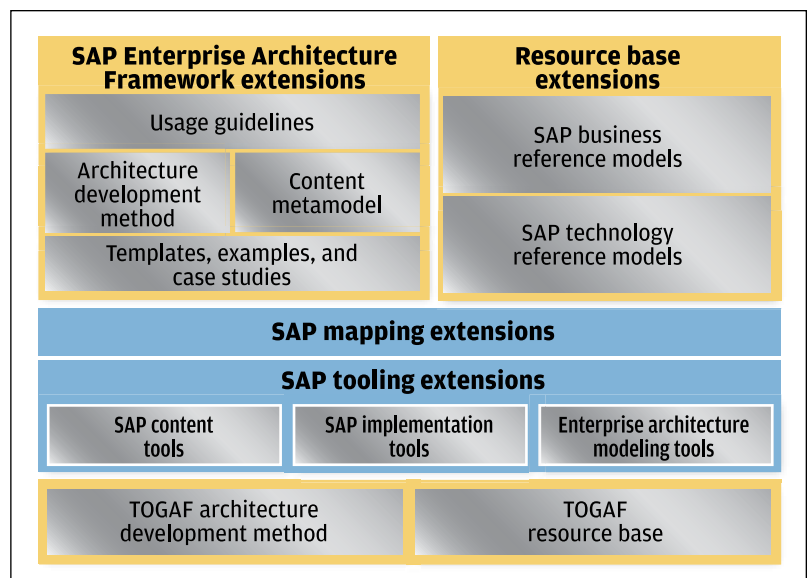 SAP Enterprise Architecture
Framework extensions
Usage guidelines
Architecture
development
method
Content
metamodel
Templates, examples, and
case studies
Resource base
extensions
SAP business
reference models
SAP technology
reference models
SAP mapping extensions
SAP tooling extensions
SAP content
tools
SAP implementation
tools
Enterprise architecture
modeling tools
TOGAF architecture
development method
TOGAF
resource base